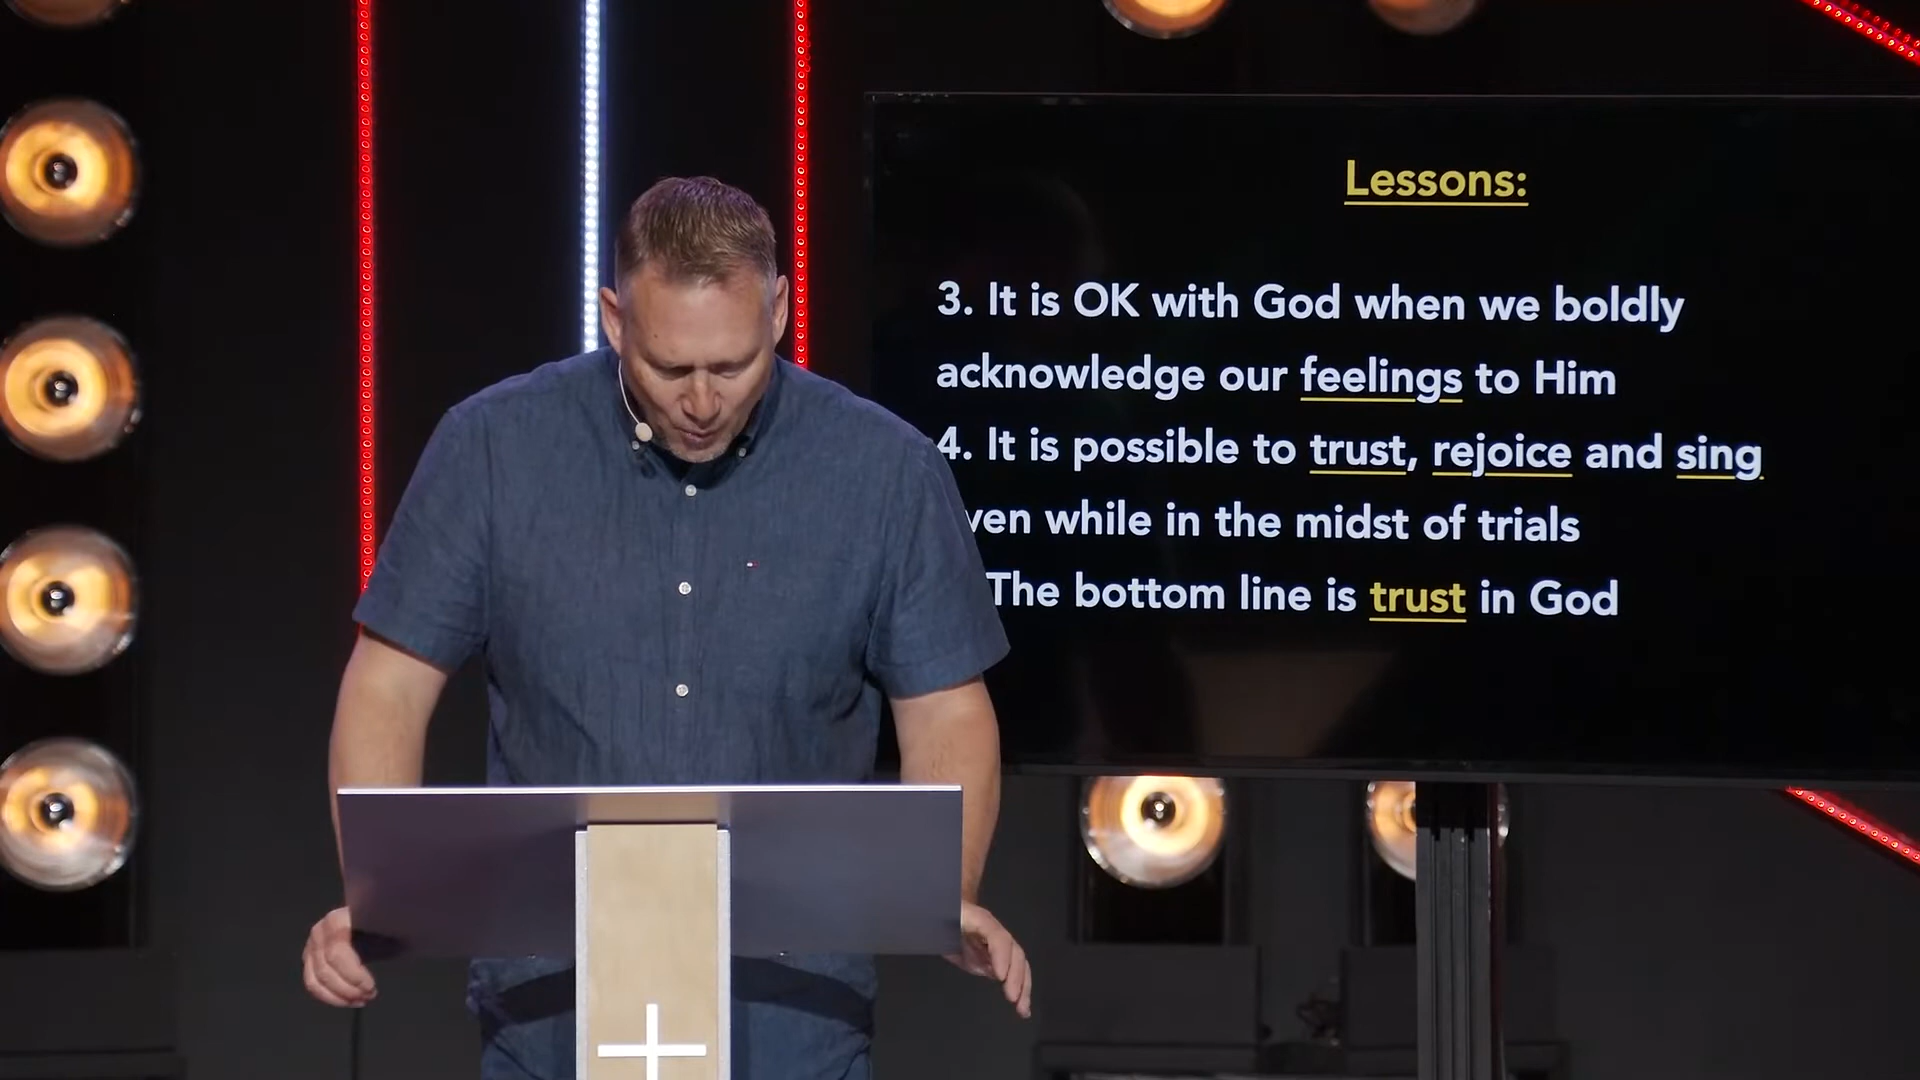 Lessons:
3. It is OK with God when we boldly
acknowledge our feelings to Him
4. It is possible to trust, rejoice and sing
ven while in the midst of trials
The bottom line is trust in God